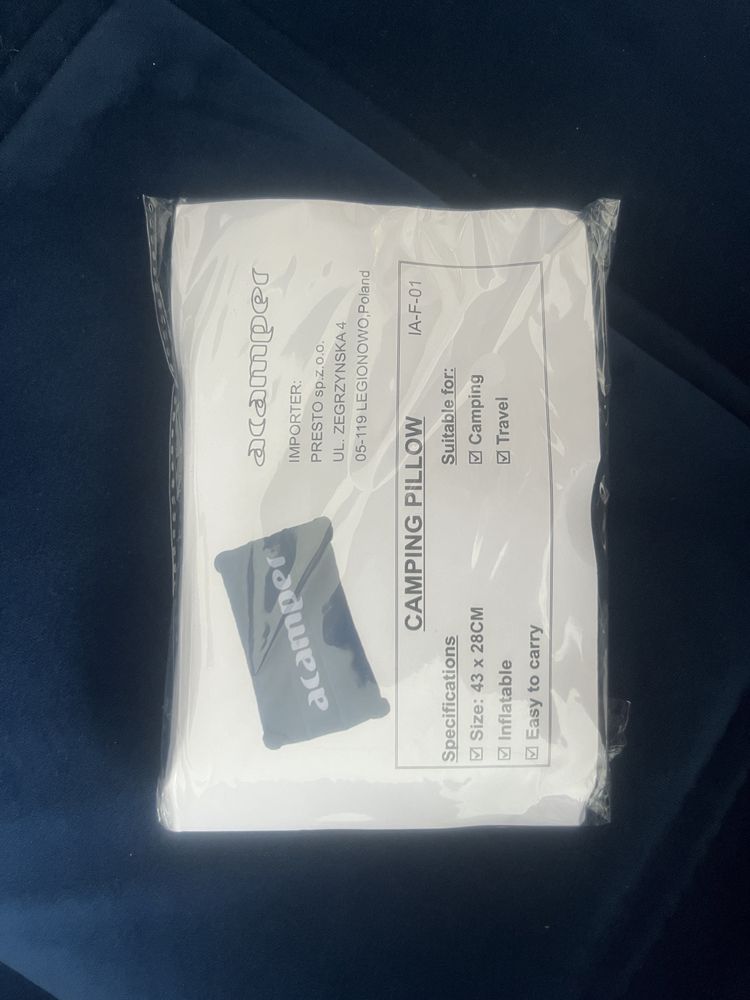 acamper
IMPORTER:
PRESTO sp.z.o.o.
UL. ZEGRZYNSKA 4
05-119 LEGIONOWO,Poland
acamper
CAMPING PILLOW
IA-F-01
Specifications
☑ Size: 43 x 28CM
☑ Inflatable
☑ Easy to carry
Suitable for:
☑ Camping
☑ Travel